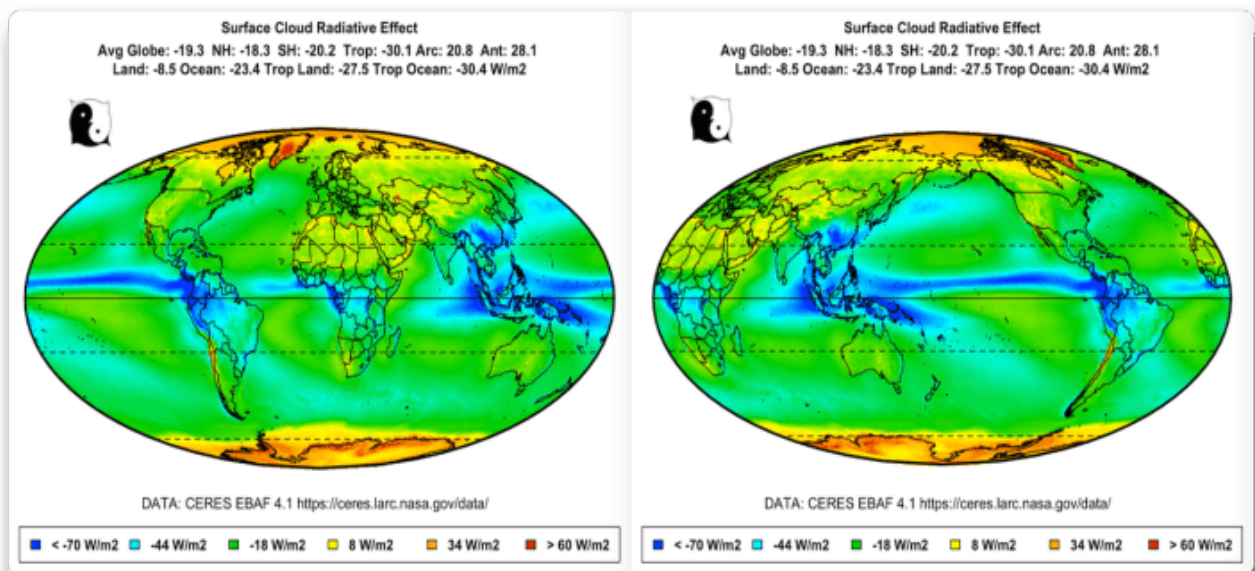 Surface Cloud Radiative Effect
Avg Globe: -19.3 NH: -18.3 SH: -20.2 Trop: -30.1 Arc: 20.8 Ant: 28.1
Land: -8.5 Ocean: -23.4 Trop Land: -27.5 Trop Ocean: -30.4 W/m2
DATA: CERES EBAF 4.1 https://ceres.larc.nasa.gov/data/
< -70 W/m2 -44 W/m2 -18 W/m2 8 W/m2 34 W/m2 > 60 W/m2
Surface Cloud Radiative Effect
Avg Globe: -19.3 NH: -18.3 SH: -20.2 Trop: -30.1 Arc: 20.8 Ant: 28.1
Land: -8.5 Ocean: -23.4 Trop Land: -27.5 Trop Ocean: -30.4 W/m2
DATA: CERES EBAF 4.1 https://ceres.larc.nasa.gov/data/
< -70 W/m2 -44 W/m2 -18 W/m2 8 W/m2 34 W/m2 > 60 W/m2